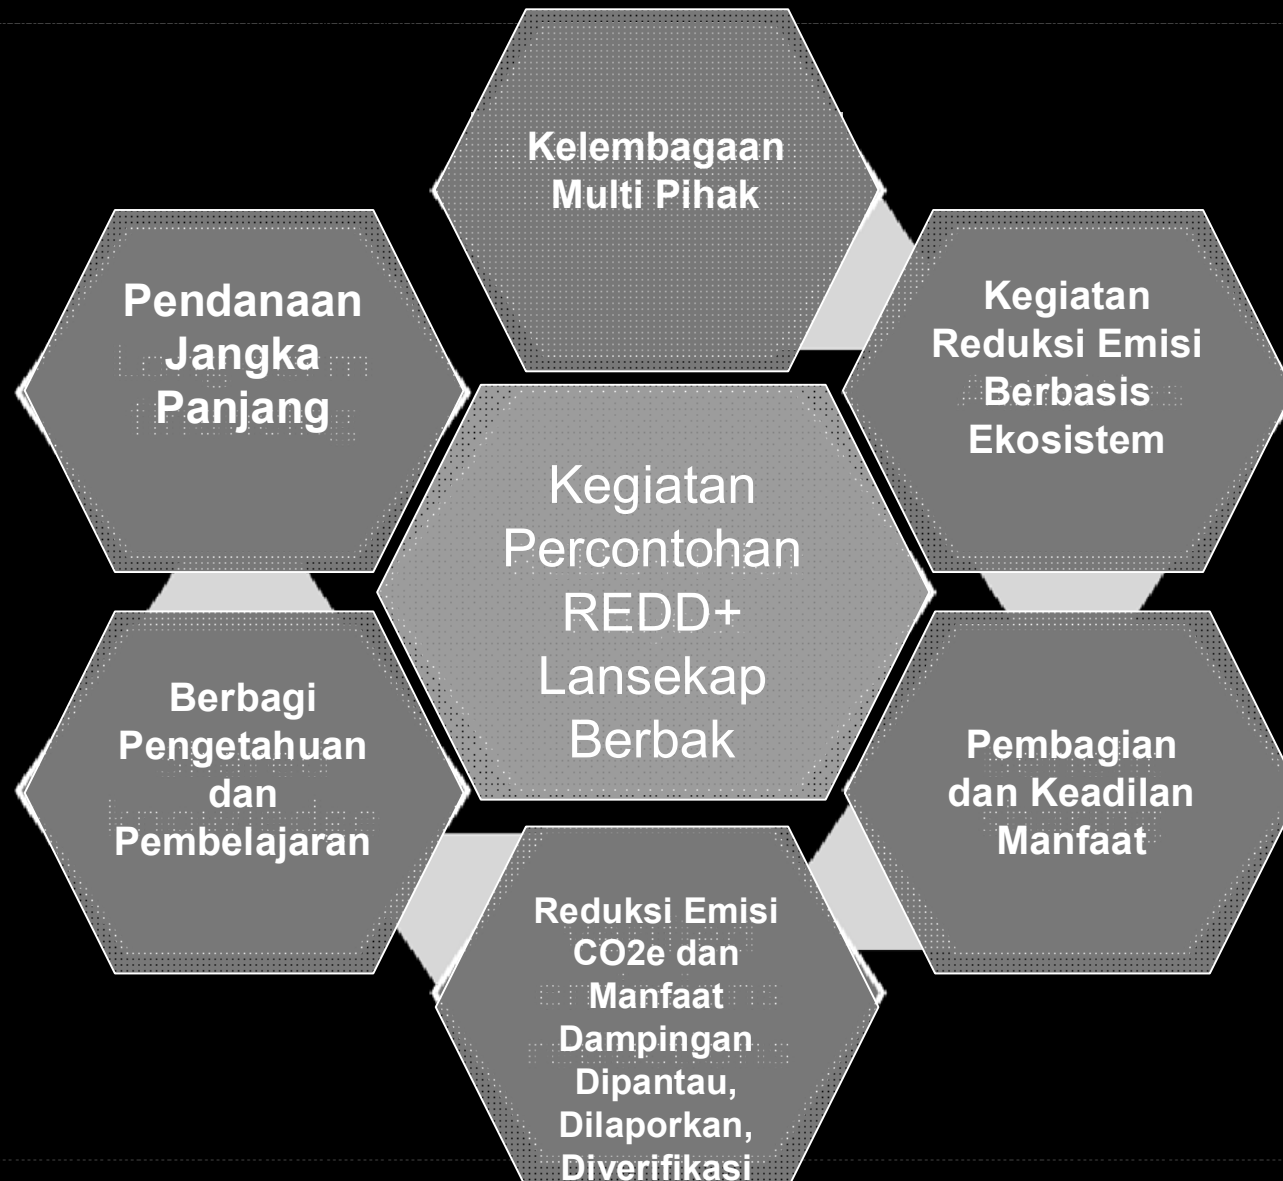 Kelembagaan
Multi Pihak
Pendanaan
Jangka
Panjang
Kegiatan
Reduksi Emisi
Berbasis
Ekosistem
Kegiatan
Percontohan
REDD+
Lansekap
Berbak
Berbagi
Pengetahuan
dan
Pembelajaran
Pembagian
dan Keadilan
Manfaat
Reduksi Emisi
CO2e dan
Manfaat
Dampingan
Dipantau,
Dilaporkan,
Diverifikasi